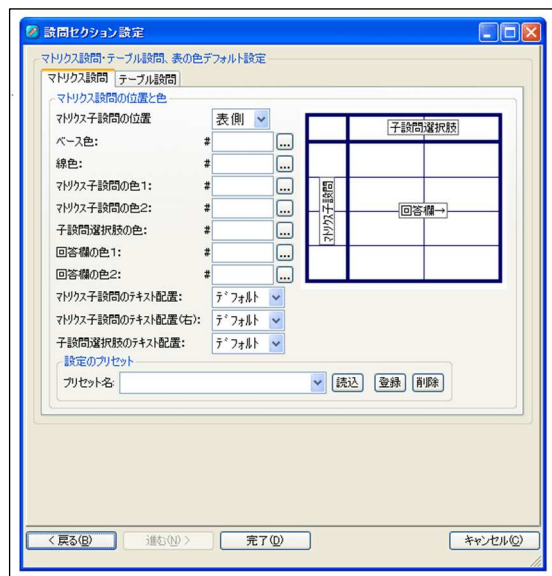 設問セクション設定
マトリクス設問・テーブル設問、表の色デフォルト設定
マトリクス設問 テーブル設問
マトリクス設問の位置と色
マトリクス子設問の位置 表側
ベース色: # ...
線色: # ...
マトリクス子設問の色1: # ...
マトリクス子設問の色2: # ...
子設問選択肢の色: # ...
回答欄の色1: # ...
回答欄の色2: # ...
マトリクス子設問のテキスト配置: デフォルト
マトリクス子設問のテキスト配置(右): デフォルト
子設問選択肢のテキスト配置: デフォルト
子設問選択肢
マトリクス子設問
回答欄→
設定のプリセット
プリセット名: 読込 登録 削除
< 戻る(B) 進む(N) > 完了(D) キャンセル(C)